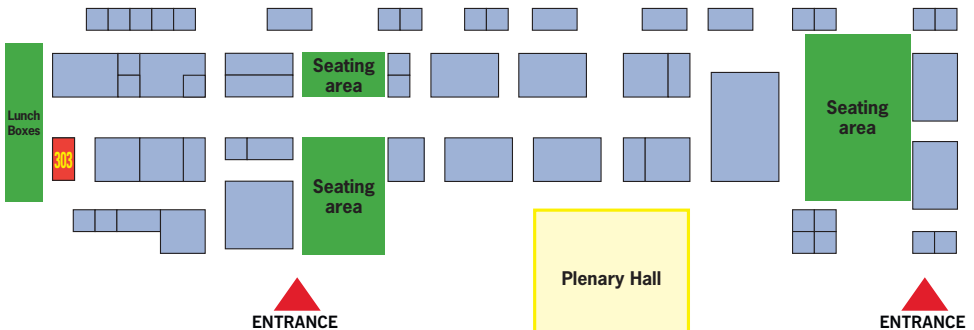 Seating
area
Lunch
Boxes
Seating
area
303
Seating
area
Plenary Hall
ENTRANCE
ENTRANCE